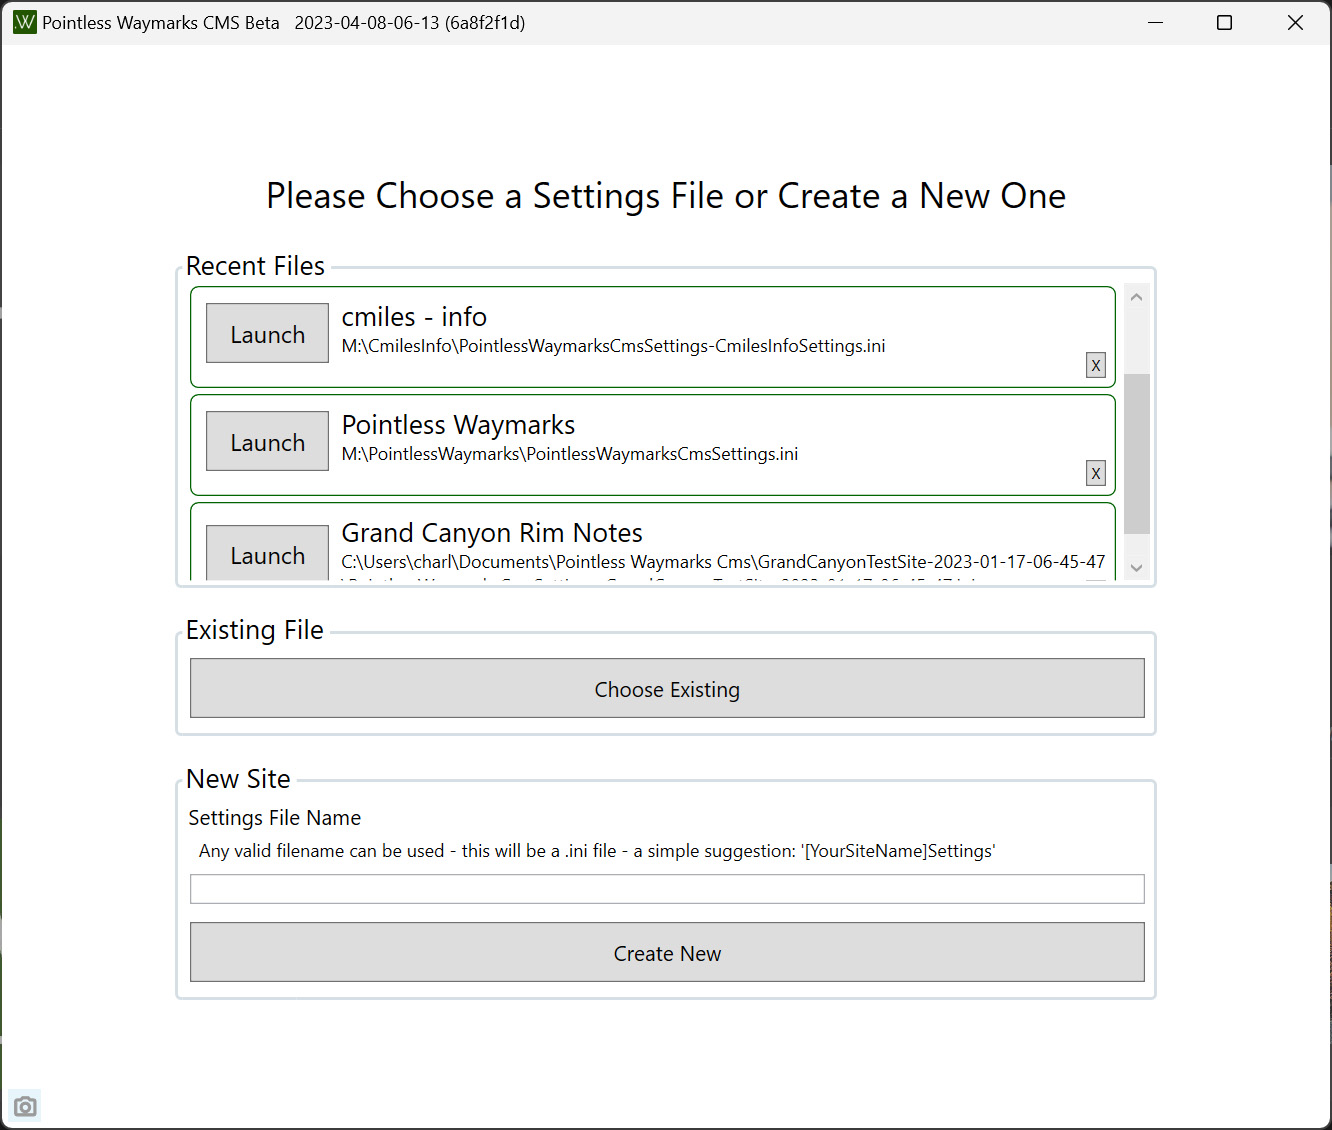 Pointless Waymarks CMS Beta 2023-04-08-06-13 (6a8f2f1d)
Please Choose a Settings File or Create a New One
Recent Files
Launch
cmiles - info
M:\CmilesInfo\PointlessWaymarksCmsSettings-CmilesInfoSettings.ini
X
Launch
Pointless Waymarks
M:\PointlessWaymarks\PointlessWaymarksCmsSettings.ini
X
Launch
Grand Canyon Rim Notes
C:\Users\charl\Documents\Pointless Waymarks Cms\GrandCanyonTestSite-2023-01-17-06-45-47
Existing File
Choose Existing
New Site
Settings File Name
Any valid filename can be used - this will be a .ini file - a simple suggestion: '[YourSiteName]Settings'
Create New